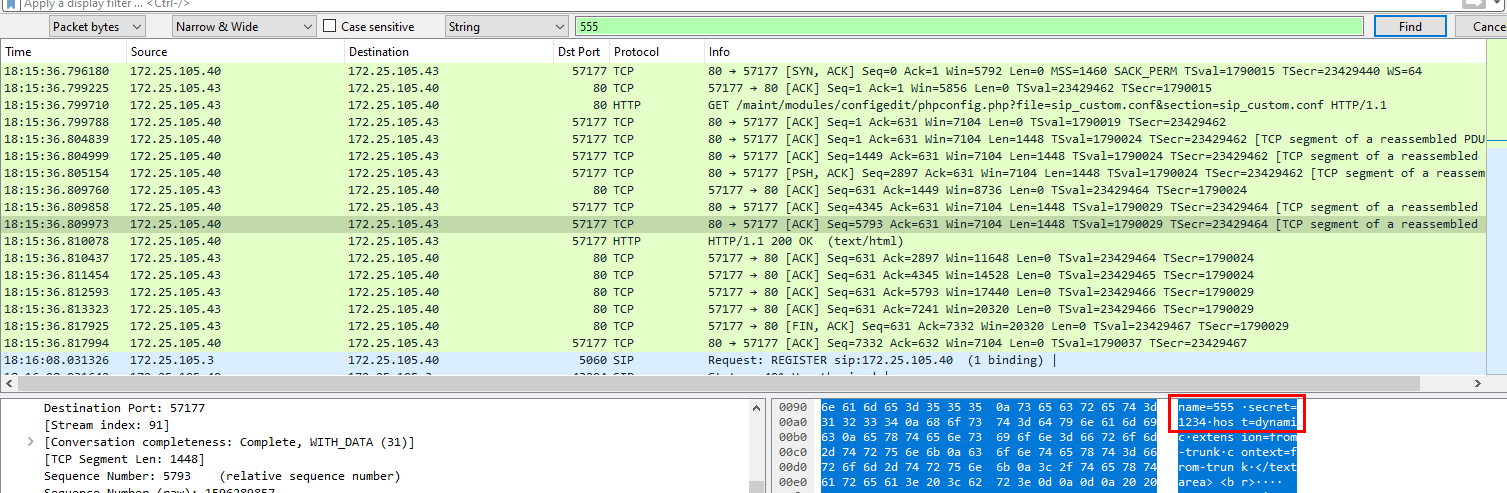 Apply a display filter ... <Ctrl-/>
Packet bytes Narrow & Wide Case sensitive String 555 Find Cance
Time Source Destination Dst Port Protocol Info
18:15:36.796180 172.25.105.40 172.25.105.43 57177 TCP 80 → 57177 [SYN, ACK] Seq=0 Ack=1 Win=5792 Len=0 MSS=1460 SACK_PERM TSval=1790015 TSecr=23429440 WS=64
18:15:36.799225 172.25.105.43 172.25.105.40 80 TCP 57177 → 80 [ACK] Seq=1 Ack=1 Win=5856 Len=0 TSval=23429462 TSecr=1790015
18:15:36.799710 172.25.105.43 172.25.105.40 80 HTTP GET /maint/modules/configedit/phpconfig.php?file=sip_custom.conf&section=sip_custom.conf HTTP/1.1
18:15:36.799788 172.25.105.40 172.25.105.43 57177 TCP 80 → 57177 [ACK] Seq=1 Ack=631 Win=7104 Len=0 TSval=1790019 TSecr=23429462
18:15:36.804839 172.25.105.40 172.25.105.43 57177 TCP 80 → 57177 [ACK] Seq=1 Ack=631 Win=7104 Len=1448 TSval=1790024 TSecr=23429462 [TCP segment of a reassembled PDU
18:15:36.804999 172.25.105.40 172.25.105.43 57177 TCP 80 → 57177 [ACK] Seq=1449 Ack=631 Win=7104 Len=1448 TSval=1790024 TSecr=23429462 [TCP segment of a reassembled
18:15:36.805154 172.25.105.40 172.25.105.43 57177 TCP 80 → 57177 [PSH, ACK] Seq=2897 Ack=631 Win=7104 Len=1448 TSval=1790024 TSecr=23429462 [TCP segment of a reassem
18:15:36.809760 172.25.105.43 172.25.105.40 80 TCP 57177 → 80 [ACK] Seq=631 Ack=1449 Win=8736 Len=0 TSval=23429464 TSecr=1790024
18:15:36.809858 172.25.105.40 172.25.105.43 57177 TCP 80 → 57177 [ACK] Seq=4345 Ack=631 Win=7104 Len=1448 TSval=1790029 TSecr=23429464 [TCP segment of a reassembled
18:15:36.809973 172.25.105.40 172.25.105.43 57177 TCP 80 → 57177 [ACK] Seq=5793 Ack=631 Win=7104 Len=1448 TSval=1790029 TSecr=23429464 [TCP segment of a reassembled
18:15:36.810078 172.25.105.40 172.25.105.43 57177 HTTP HTTP/1.1 200 OK (text/html)
18:15:36.810437 172.25.105.43 172.25.105.40 80 TCP 57177 → 80 [ACK] Seq=631 Ack=2897 Win=11648 Len=0 TSval=23429464 TSecr=1790024
18:15:36.811454 172.25.105.43 172.25.105.40 80 TCP 57177 → 80 [ACK] Seq=631 Ack=4345 Win=14528 Len=0 TSval=23429465 TSecr=1790024
18:15:36.812593 172.25.105.43 172.25.105.40 80 TCP 57177 → 80 [ACK] Seq=631 Ack=5793 Win=17440 Len=0 TSval=23429466 TSecr=1790029
18:15:36.813323 172.25.105.43 172.25.105.40 80 TCP 57177 → 80 [ACK] Seq=631 Ack=7241 Win=20320 Len=0 TSval=23429466 TSecr=1790029
18:15:36.817925 172.25.105.43 172.25.105.40 80 TCP 57177 → 80 [FIN, ACK] Seq=631 Ack=7332 Win=20320 Len=0 TSval=23429467 TSecr=1790029
18:15:36.817994 172.25.105.40 172.25.105.43 57177 TCP 80 → 57177 [ACK] Seq=7332 Ack=632 Win=7104 Len=0 TSval=1790037 TSecr=23429467
18:16:08.031326 172.25.105.3 172.25.105.40 5060 SIP Request: REGISTER sip:172.25.105.40 (1 binding) |
Destination Port: 57177
[Stream index: 91]
[Conversation completeness: Complete, WITH_DATA (31)]
[TCP Segment Len: 1448]
Sequence Number: 5793 (relative sequence number)
0090 6e 61 6d 65 3d 35 35 35 0a 73 65 63 72 65 74 3d name=555 ·secret=
00a0 31 32 33 34 0a 68 6f 73 74 3d 64 79 6e 61 6d 69 1234·hos t=dynami
00b0 63 0a 65 78 74 65 6e 73 69 6f 6e 3d 66 72 6f 6d c·extens ion=from
00c0 2d 74 72 75 6e 6b 0a 63 6f 6e 74 65 78 74 3d 66 -trunk·c ontext=f
00d0 72 6f 6d 2d 74 72 75 6e 6b 0a 3c 2f 74 65 78 74 rom-trun k·</text
00e0 61 72 65 61 3e 20 3c 62 72 3e 0d 0a 0d 0a 20 20 area> <b r>····